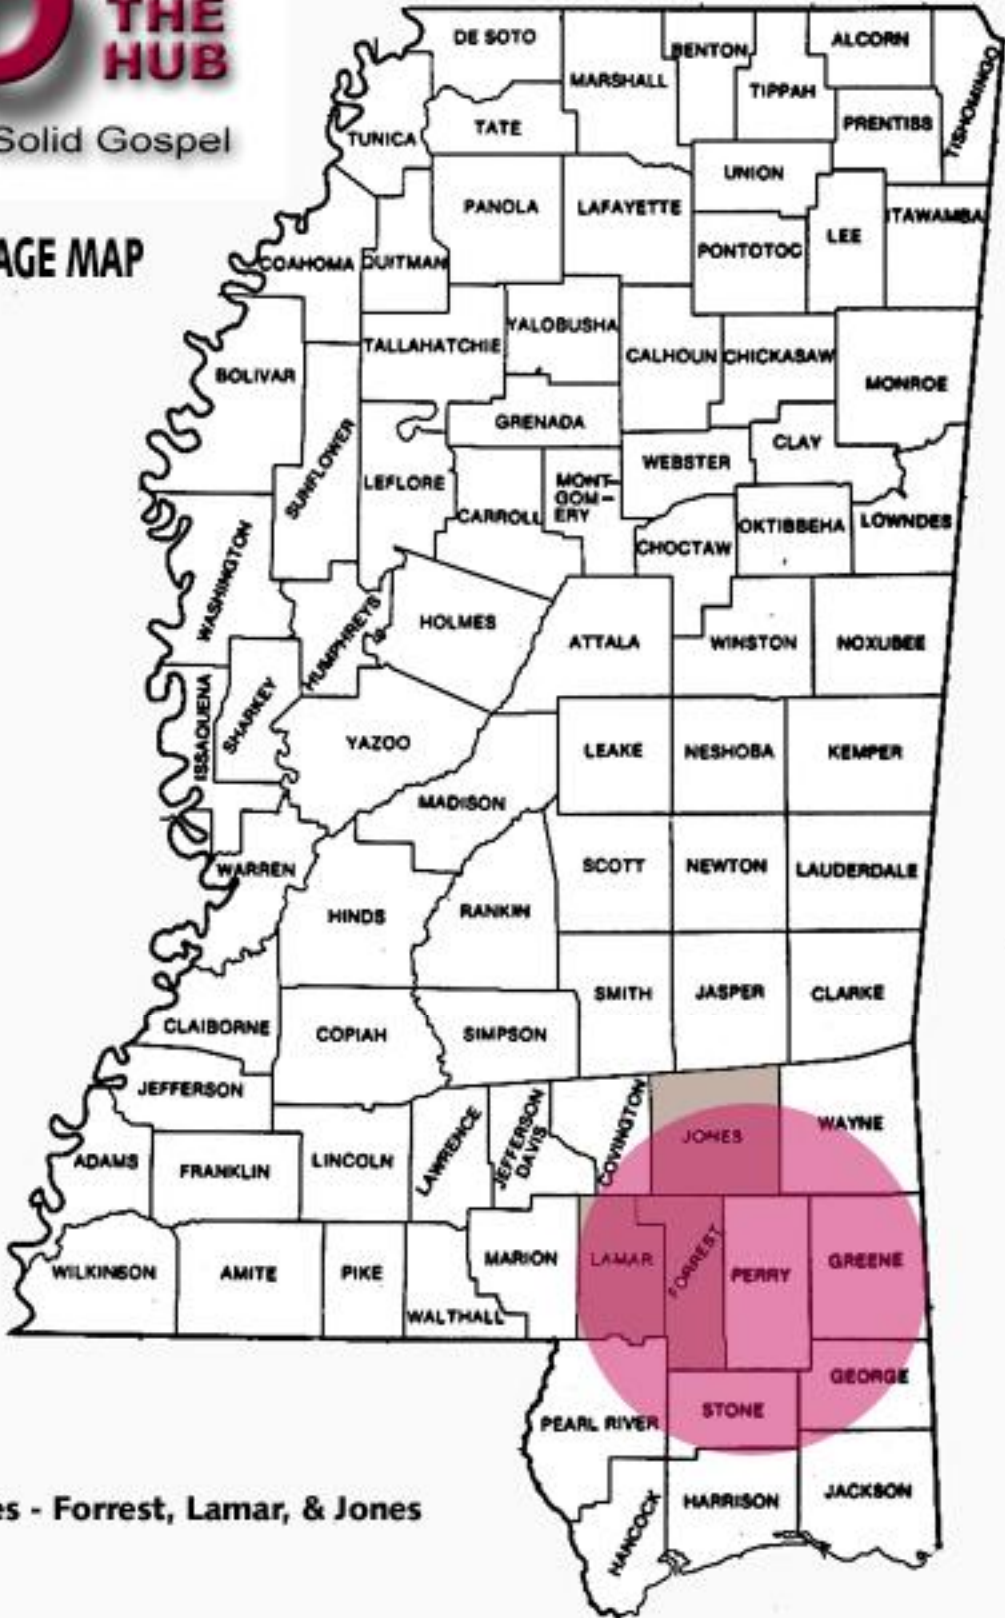 THE
HUB
Solid Gospel
AGE MAP
DE SOTO
BENTON
ALCORN
MARSHALL
TIPPAH
TISHOMINGO
TUNICA
TATE
PRENTISS
UNION
PANOLA
LAFAYETTE
ITAWAMBA
LEE
PONTOTOC
COAHOMA
QUITMAN
YALOBUSHA
TALLAHATCHIE
CALHOUN
CHICKASAW
BOLIVAR
MONROE
GRENADA
CLAY
SUNFLOWER
WEBSTER
LEFLORE
MONT-
GOM-
ERY
CARROLL
OKTIBBEHA
LOWNDES
CHOCTAW
WASHINGTON
HUMPHREYS
HOLMES
ATTALA
WINSTON
NOXUBEE
ISSAQUENA
SHARKEY
YAZOO
LEAKE
NESHOBA
KEMPER
MADISON
WARREN
SCOTT
NEWTON
LAUDERDALE
HINDS
RANKIN
SMITH
JASPER
CLARKE
CLAIBORNE
COPIAH
SIMPSON
JEFFERSON
LAWRENCE
JEFFERSON
DAVIS
COVINGTON
JONES
WAYNE
ADAMS
FRANKLIN
LINCOLN
WILKINSON
AMITE
PIKE
MARION
LAMAR
FORREST
PERRY
GREENE
WALTHALL
GEORGE
PEARL RIVER
STONE
HANCOCK
HARRISON
JACKSON
es - Forrest, Lamar, & Jones